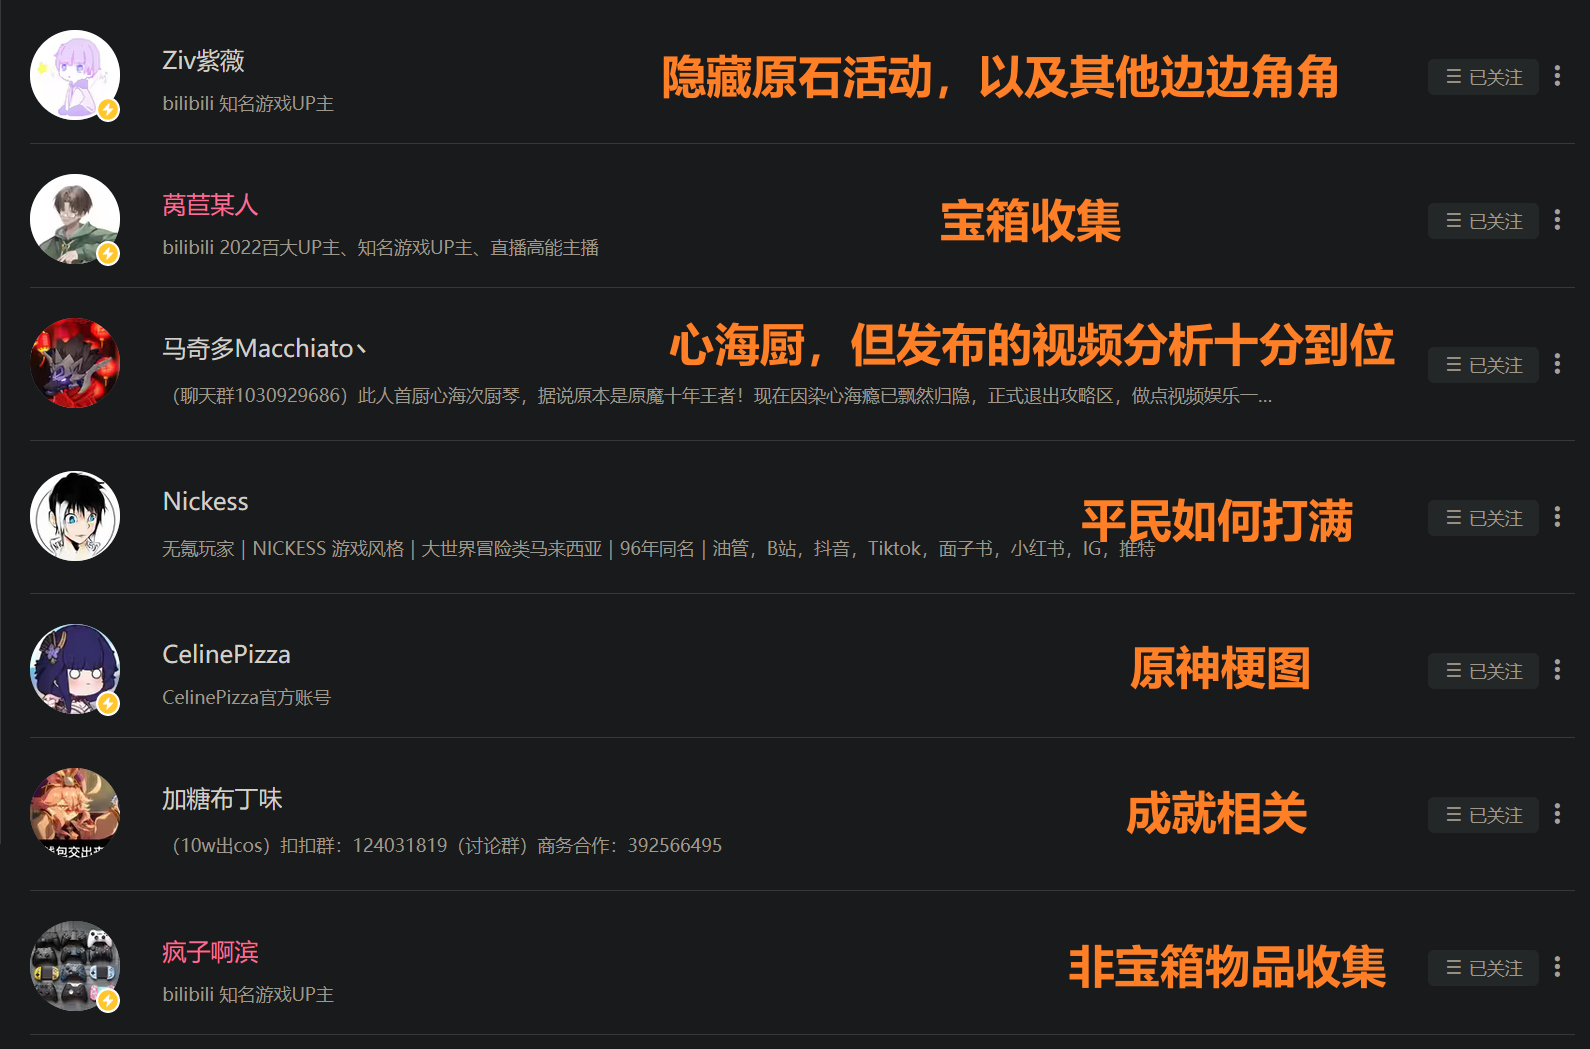 Ziv紫薇
隐藏原石活动，以及其他边边角角
已关注
bilibili 知名游戏UP主
莴苣某人
宝箱收集
已关注
bilibili 2022百大UP主、知名游戏UP主、直播高能主播
马奇多Macchiato丶
心海厨，但发布的视频分析十分到位
已关注
（聊天群1030929686）此人首厨心海次厨琴，据说原本是原魔十年王者！现在因染心海瘾已飘然归隐，正式退出攻略区，做点视频娱乐一...
Nickess
平民如何打满
已关注
无氪玩家 | NICKESS 游戏风格 | 大世界冒险类马来西亚 | 96年同名 | 油管，B站，抖音，Tiktok，面子书，小红书，IG，推特
CelinePizza
原神梗图
已关注
CelinePizza官方账号
加糖布丁味
成就相关
已关注
（10w出cos）扣扣群：124031819（讨论群）商务合作：392566495
包交出来
疯子啊滨
非宝箱物品收集
已关注
bilibili 知名游戏UP主